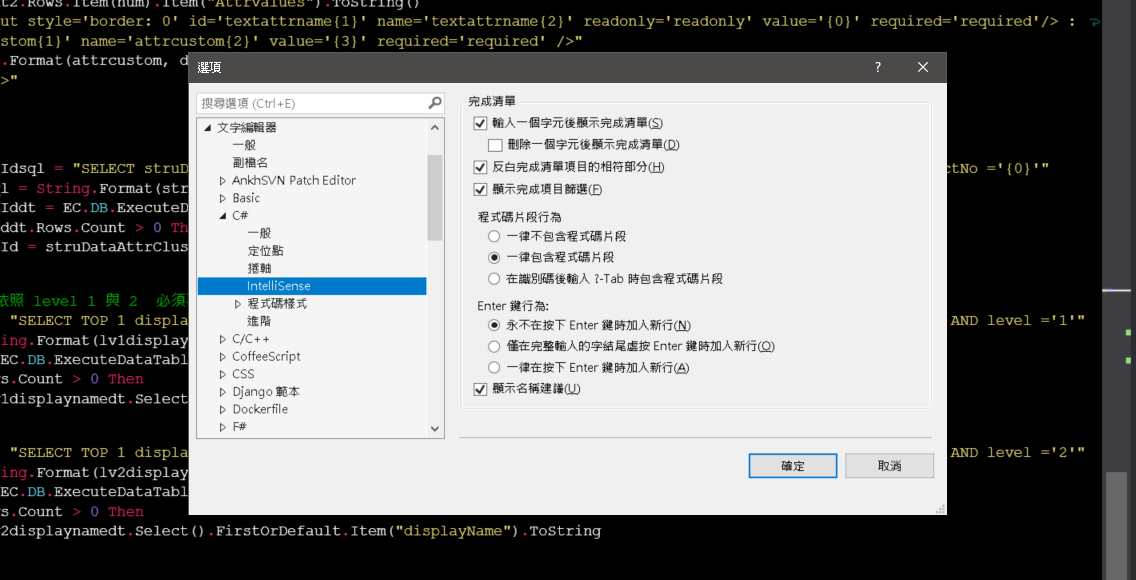 t2.Rows.Item(num).Item("AttrValues").ToString()
ut style='border: 0' id='textattrname{1}' name='textattrname{2}' readonly='readonly' value='{0}' required='required'/> :
stom{1}' name='attrcustom{2}' value='{3}' required='required' />"
.Format(attrcustom, d
>"
選項
?
搜尋選項 (Ctrl+E)
文字編輯器
一般
副檔名
AnkhSVN Patch Editor
Basic
C#
一般
定位點
捲軸
IntelliSense
程式碼樣式
進階
C/C++
CoffeeScript
CSS
Django 範本
Dockerfile
F#
完成清單
輸入一個字元後顯示完成清單(S)
刪除一個字元後顯示完成清單(D)
反白完成清單項目的相符部分(H)
顯示完成項目篩選(F)
程式碼片段行為
一律不包含程式碼片段
一律包含程式碼片段
在識別碼後輸入 ?-Tab 時包含程式碼片段
Enter 鍵行為:
永不在按下 Enter 鍵時加入新行(N)
僅在完整輸入的字結尾處按 Enter 鍵時加入新行(O)
一律在按下 Enter 鍵時加入新行(A)
顯示名稱建議(U)
確定
取消
Idsql = "SELECT struD
ctNo ='{0}'"
l = String.Format(str
Iddt = EC.DB.ExecuteD
ddt.Rows.Count > 0 Th
Id = struDataAttrClus
依照 level 1 與 2 必須
"SELECT TOP 1 displa
AND level ='1'"
ing.Format(lv1display
EC.DB.ExecuteDataTabl
s.Count > 0 Then
1displaynamedt.Select
"SELECT TOP 1 displa
AND level ='2'"
ing.Format(lv2display
EC.DB.ExecuteDataTabl
s.Count > 0 Then
2displaynamedt.Select().FirstOrDefault.Item("displayName").ToString